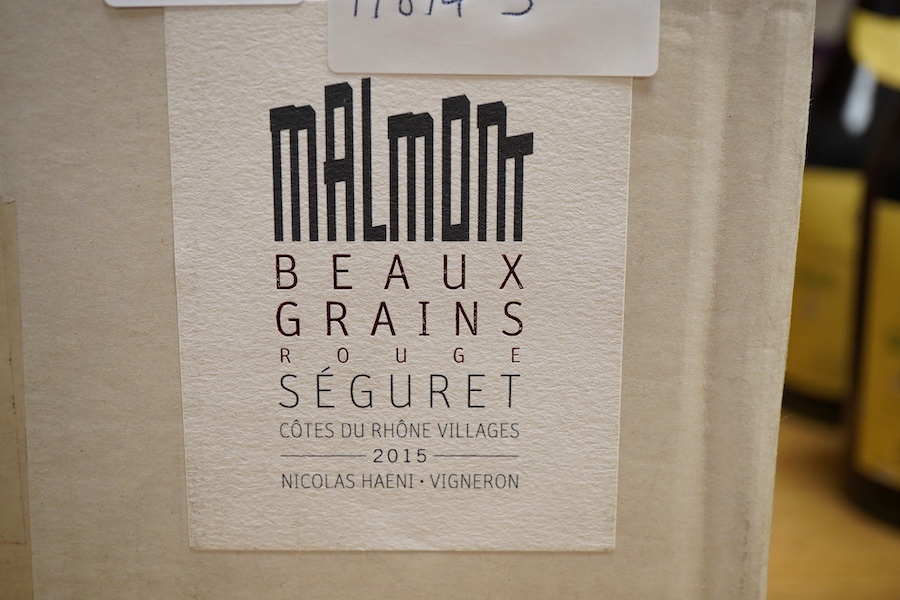 MALMONT
BEAUX
GRAINS
ROUGE
SÉGURET
CÔTES DU RHÔNE VILLAGES
2015
NICOLAS HAENI • VIGNERON